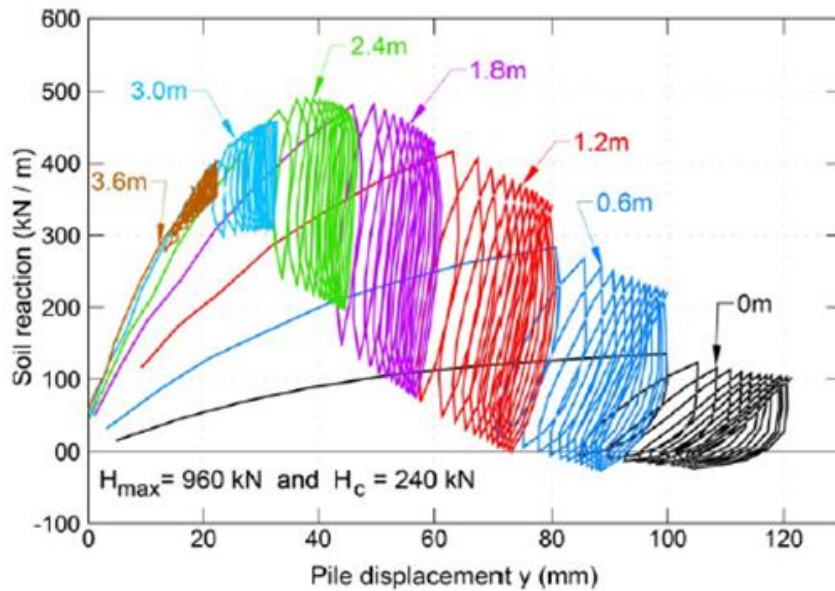 600
500
400
300
200
100
00
-100
Soil reaction (kN / m)
2.4m
3.0m
1.8m
3.6m
1.2m
0.6m
0m
H_max= 960 kN and H_c = 240 kN
0 20 40 60 80 100 120
Pile displacement y (mm)